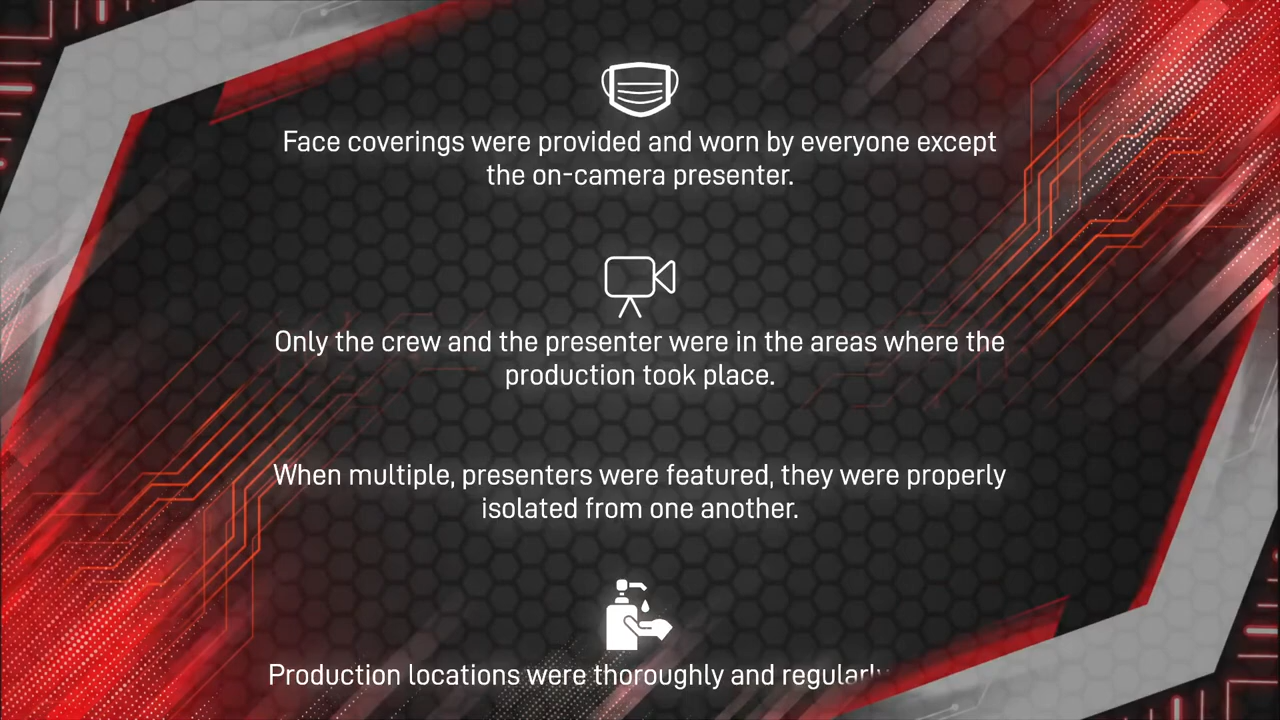 Face coverings were provided and worn by everyone except
the on-camera presenter.
Only the crew and the presenter were in the areas where the
production took place.
When multiple, presenters were featured, they were properly
isolated from one another.
Production locations were thoroughly and regularly